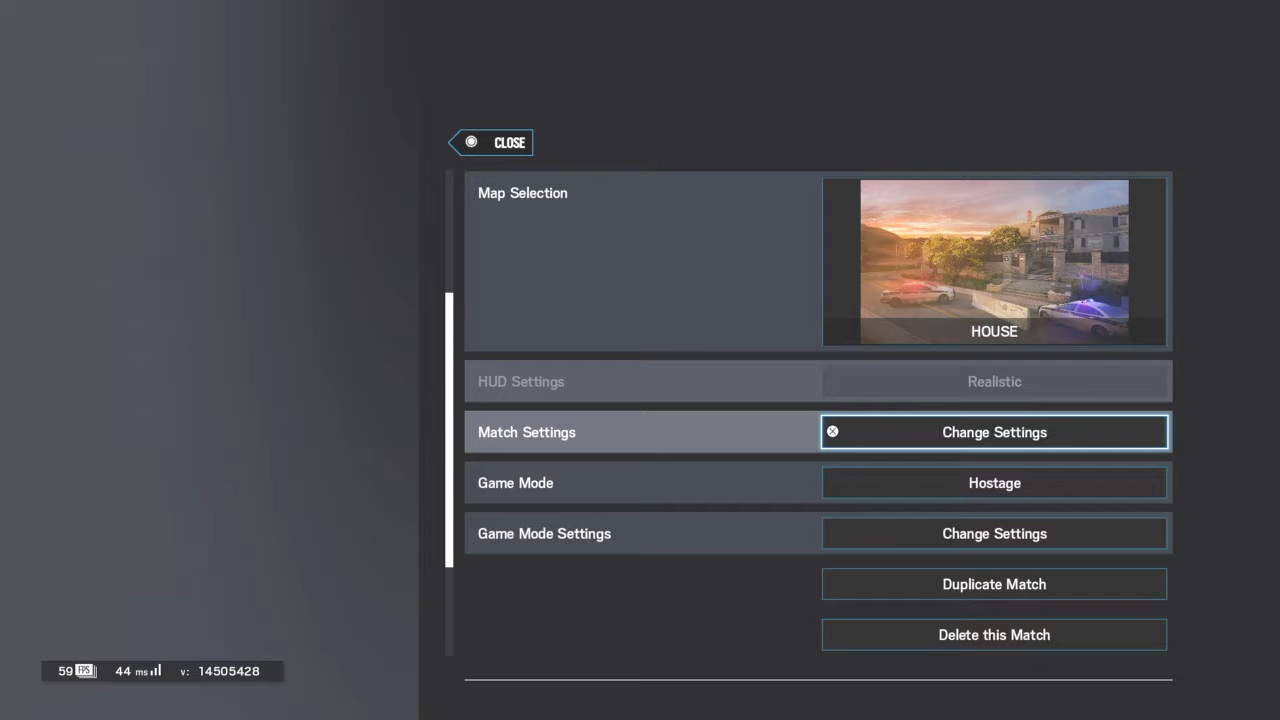 CLOSE
Map Selection
HOUSE
HUD Settings Realistic
Match Settings Change Settings
Game Mode Hostage
Game Mode Settings Change Settings
Duplicate Match
Delete this Match
59 FPS 44 ms v: 14505428